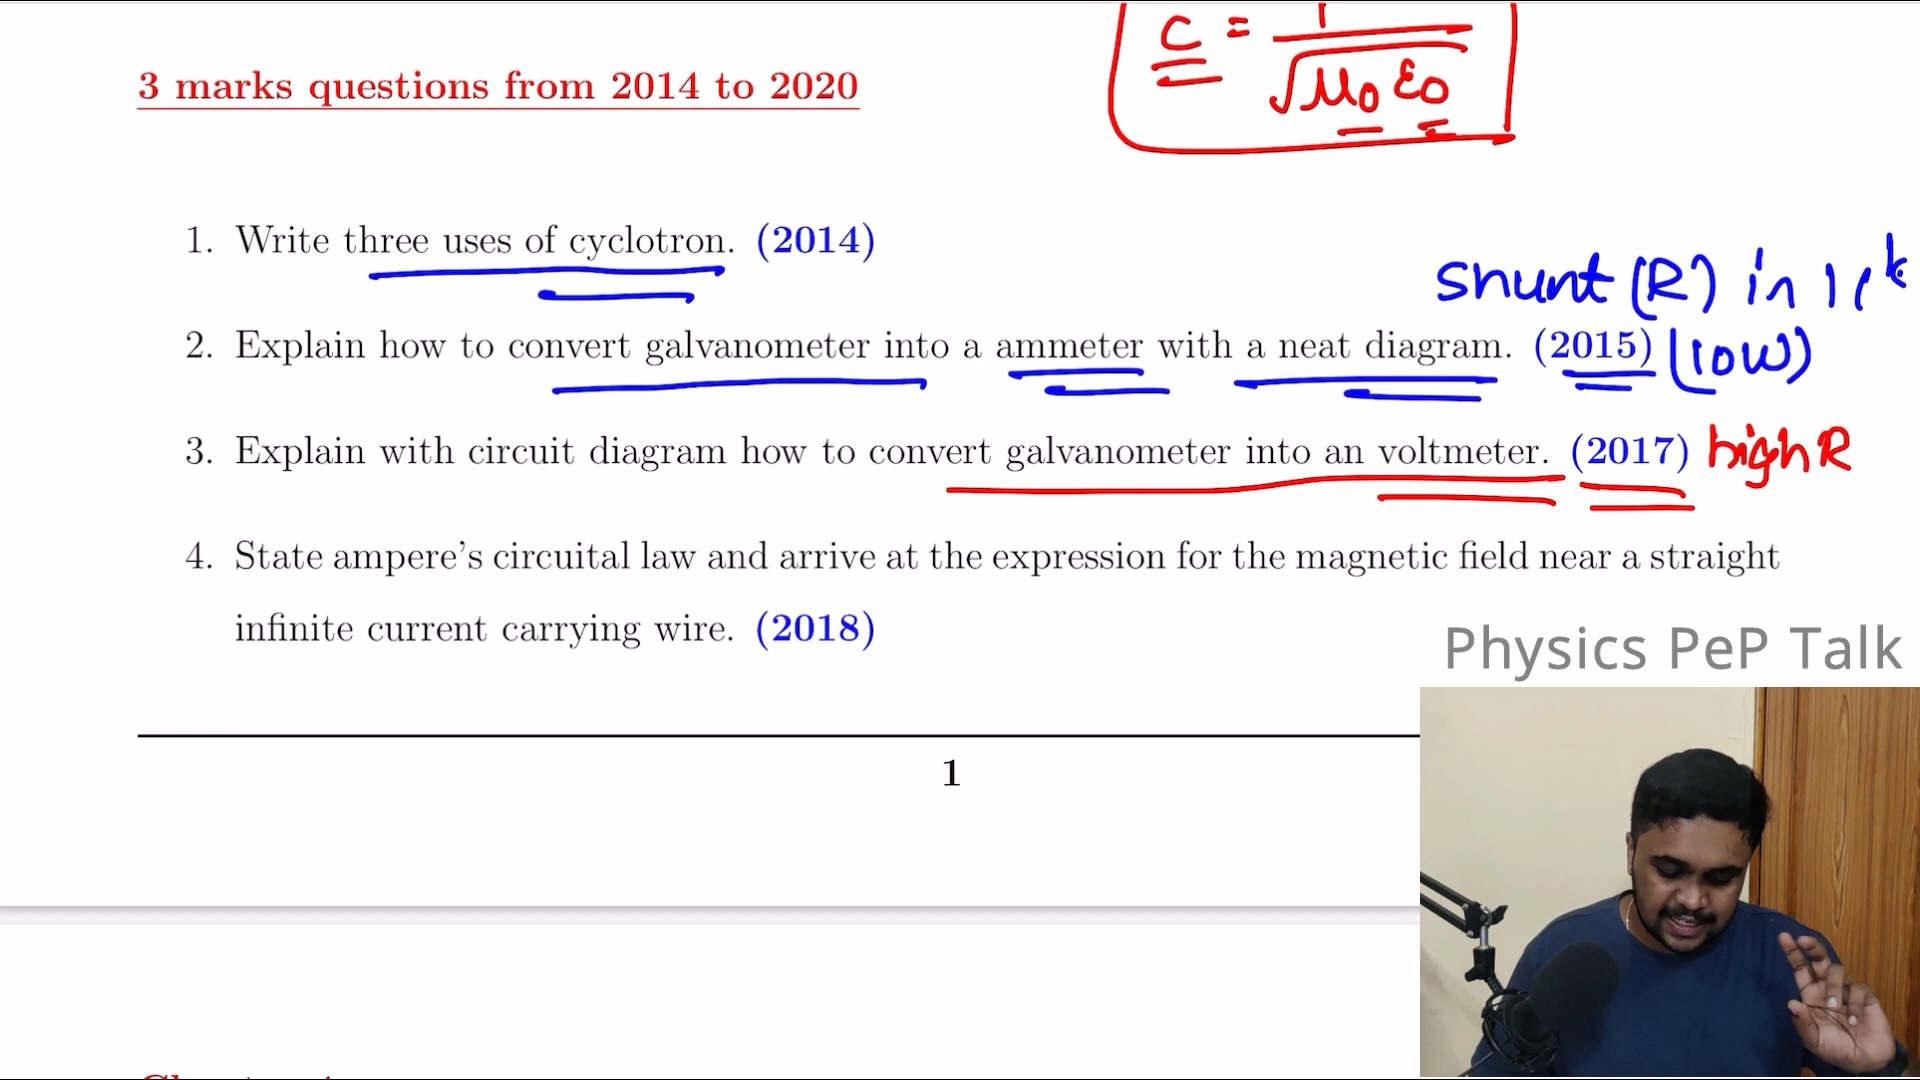 c = 1
√μ0 ε0
3 marks questions from 2014 to 2020
1. Write three uses of cyclotron. (2014)
shunt (R) in
2. Explain how to convert galvanometer into a ammeter with a neat diagram. (2015) (low)
3. Explain with circuit diagram how to convert galvanometer into an voltmeter. (2017) high R
4. State ampere's circuital law and arrive at the expression for the magnetic field near a straight
infinite current carrying wire. (2018)
Physics PeP Talk
1